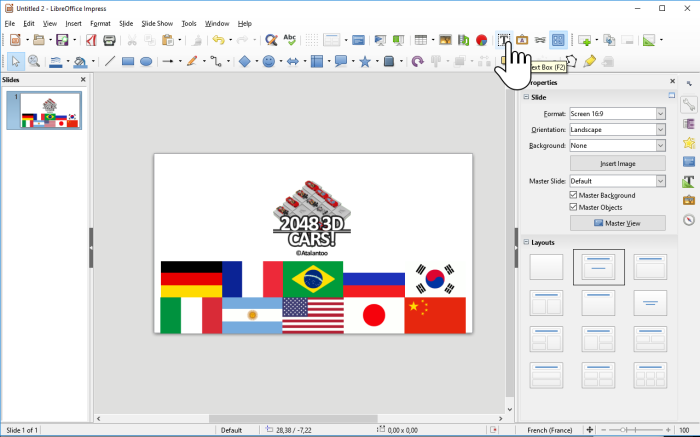 Untitled 2 - LibreOffice Impress
File Edit View Insert Format Slide Slide Show Tools Window Help
Abc
ext Box (F2)
Slides
Properties
1
Slide
Format: Screen 16:9
Orientation: Landscape
Background: None
Insert Image
Master Slide: Default
Master Background
Master Objects
Master View
Layouts
2048 3D
CARS!
©Atalantoo
Slide 1 of 1 Default 28,38 / -7,22 0,00 x 0,00 French (France) 100